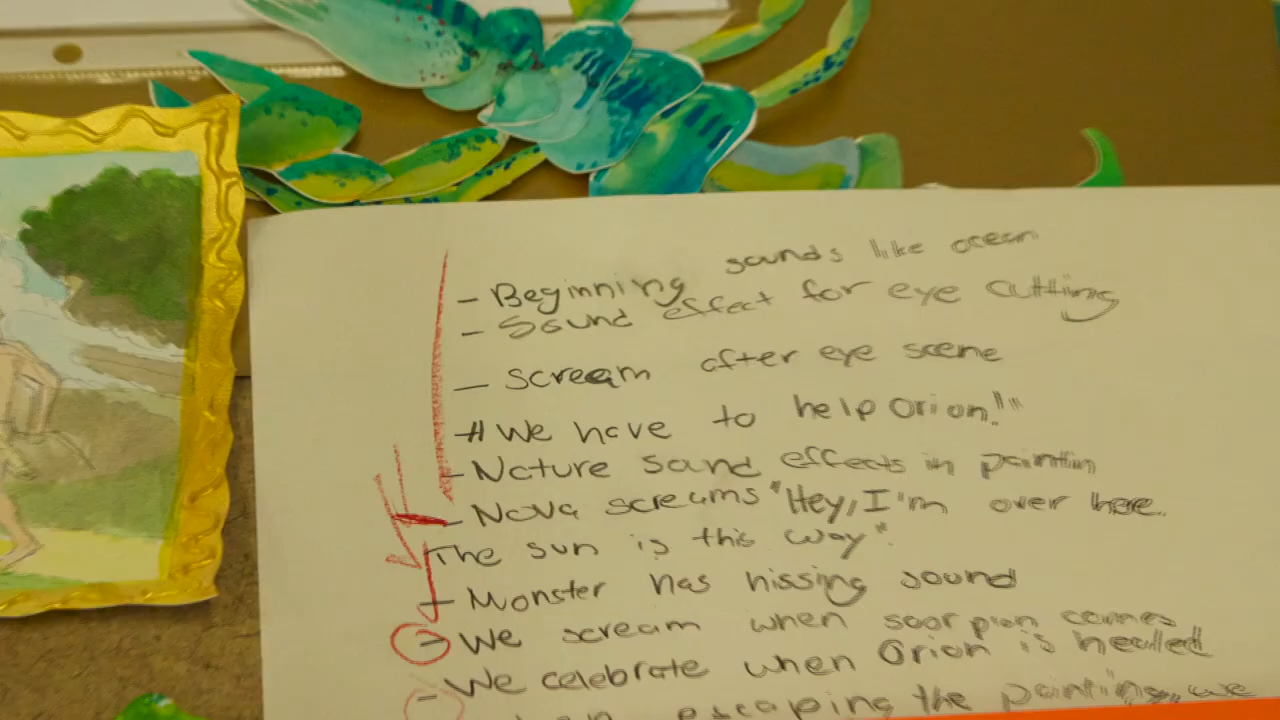 - Beginning sounds like ocean
- Sound effect for eye cutting
- Scream after eye scene
# We have to help Orion!"
- Nature sound effects in paintin
- Nova screams "Hey, I'm over here.
The sun is this way".
- Monster has hissing sound
- We scream when scorpion comes
- We celebrate when Orion is healed
escaping the painting, we